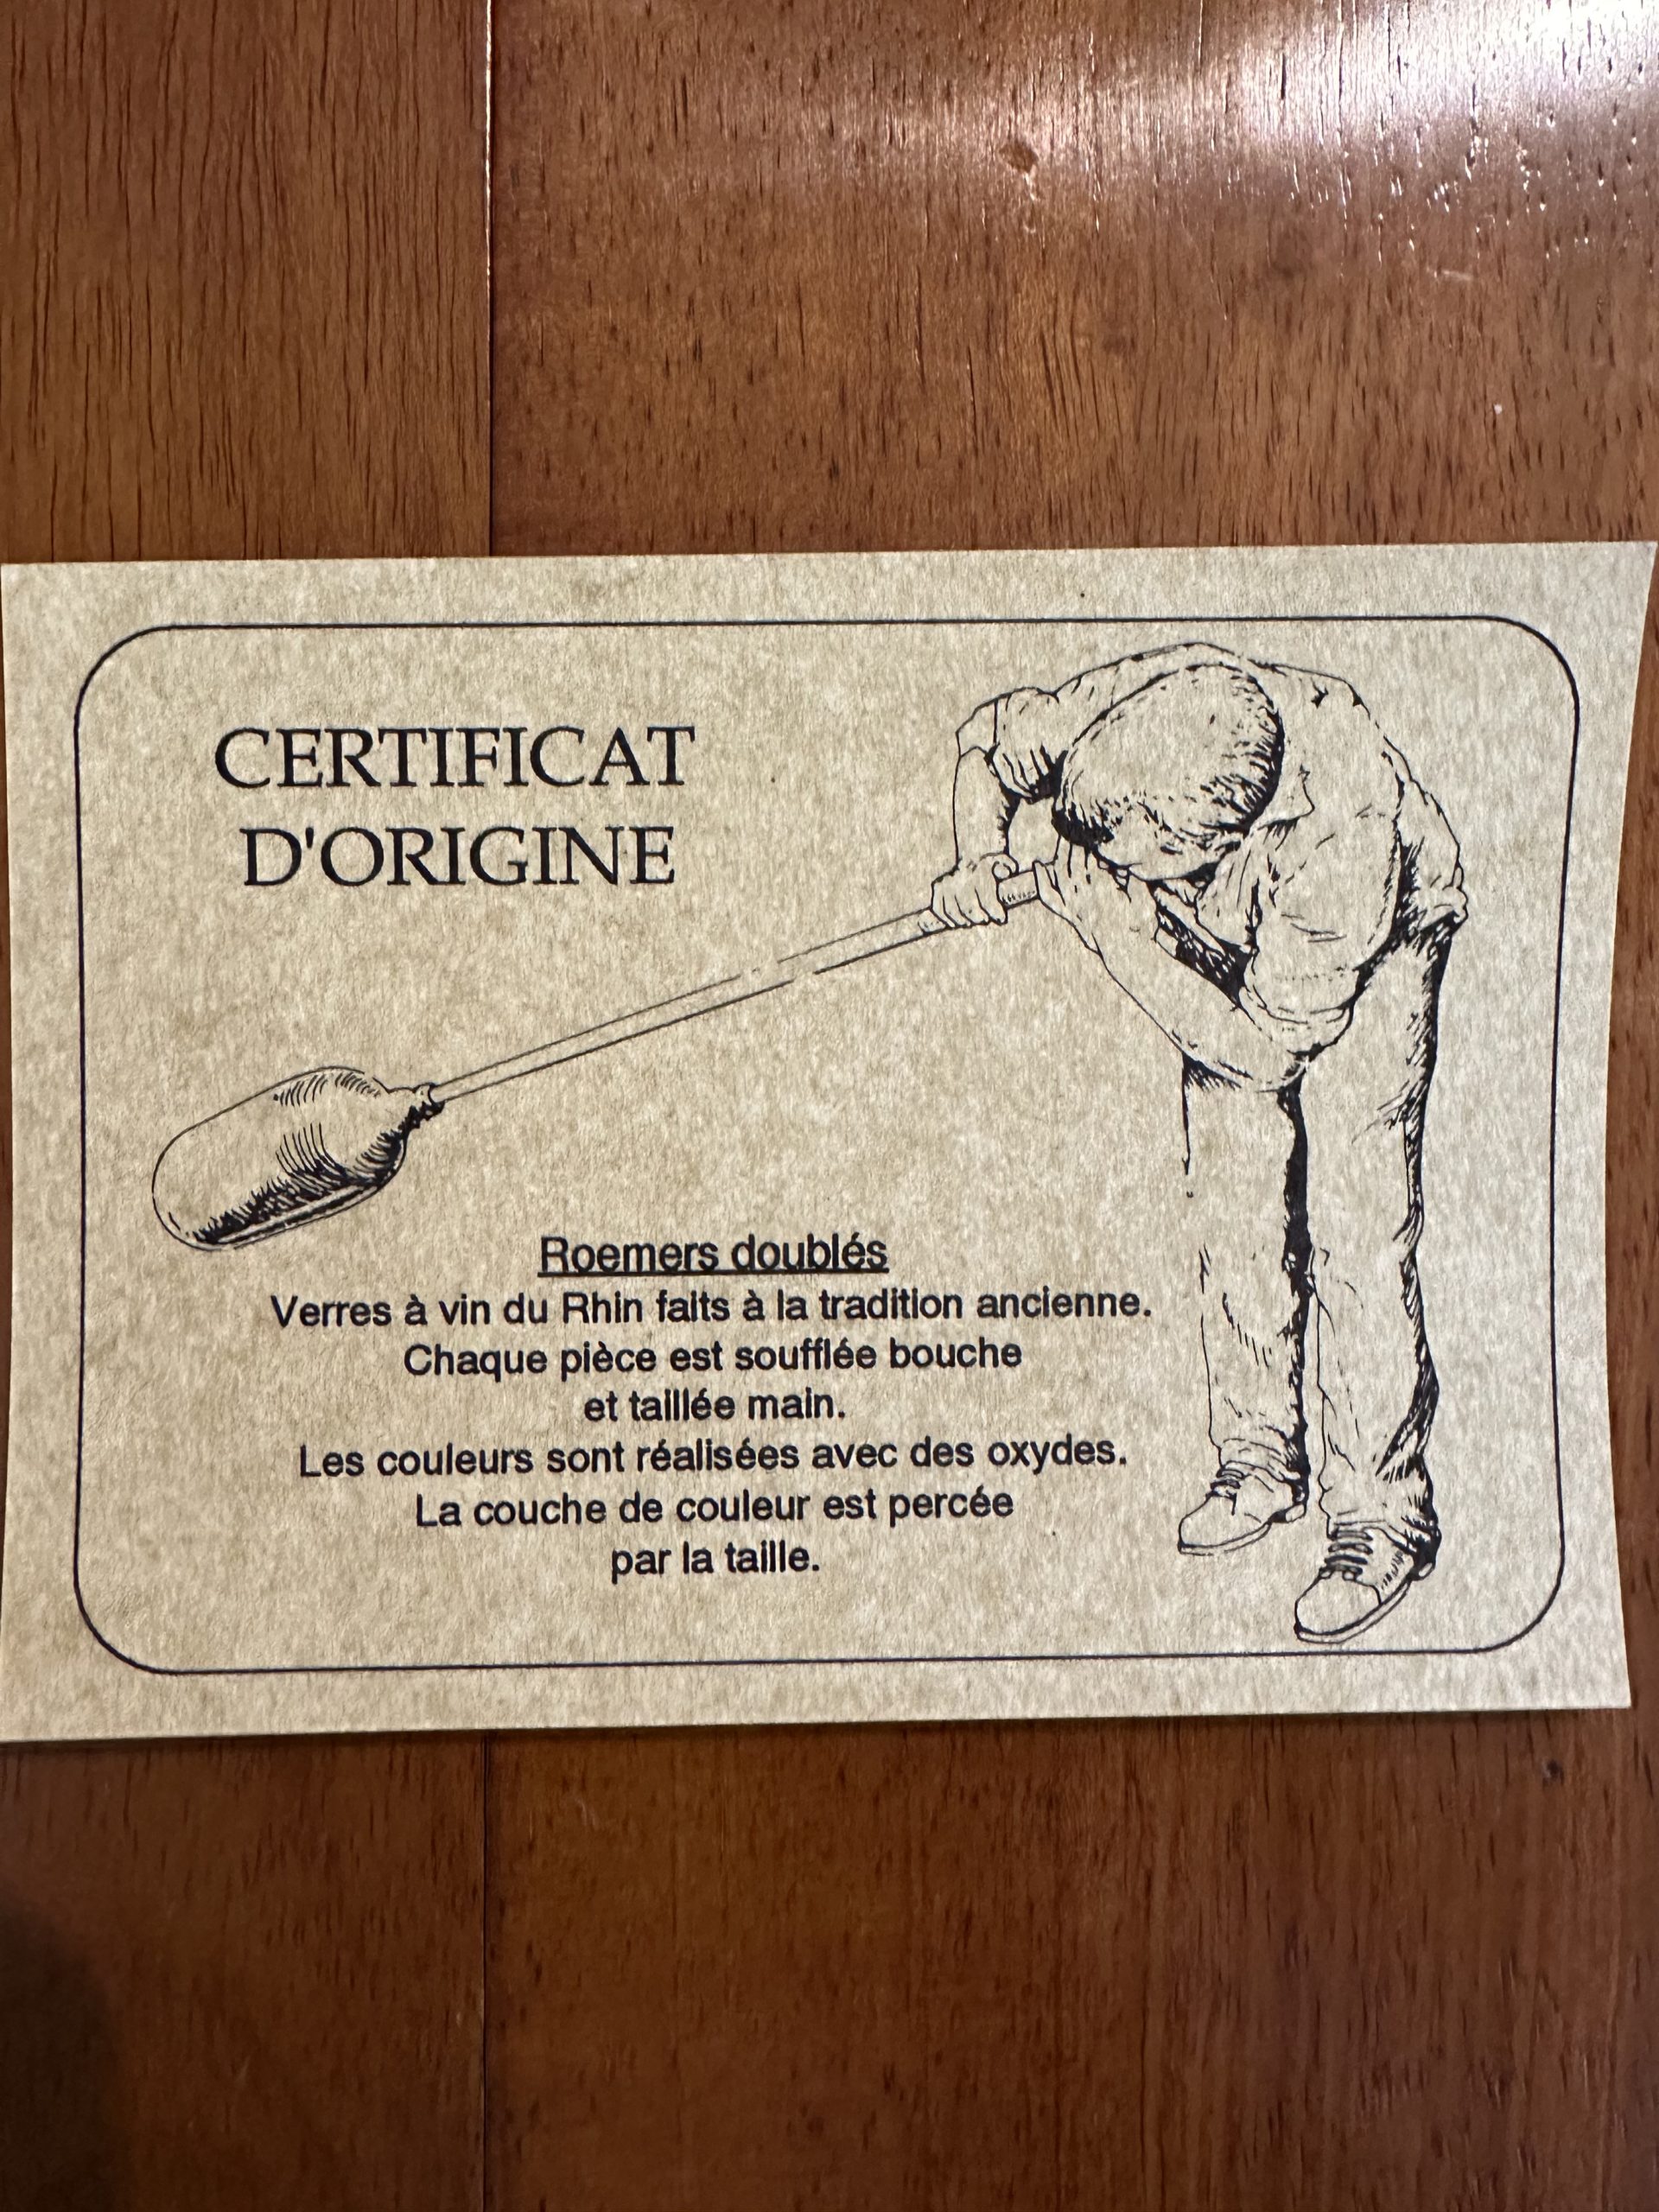 CERTIFICAT
D'ORIGINE
Roemers doublés
Verres à vin du Rhin faits à la tradition ancienne.
Chaque pièce est soufflée bouche
et taillée main.
Les couleurs sont réalisées avec des oxydes.
La couche de couleur est percée
par la taille.